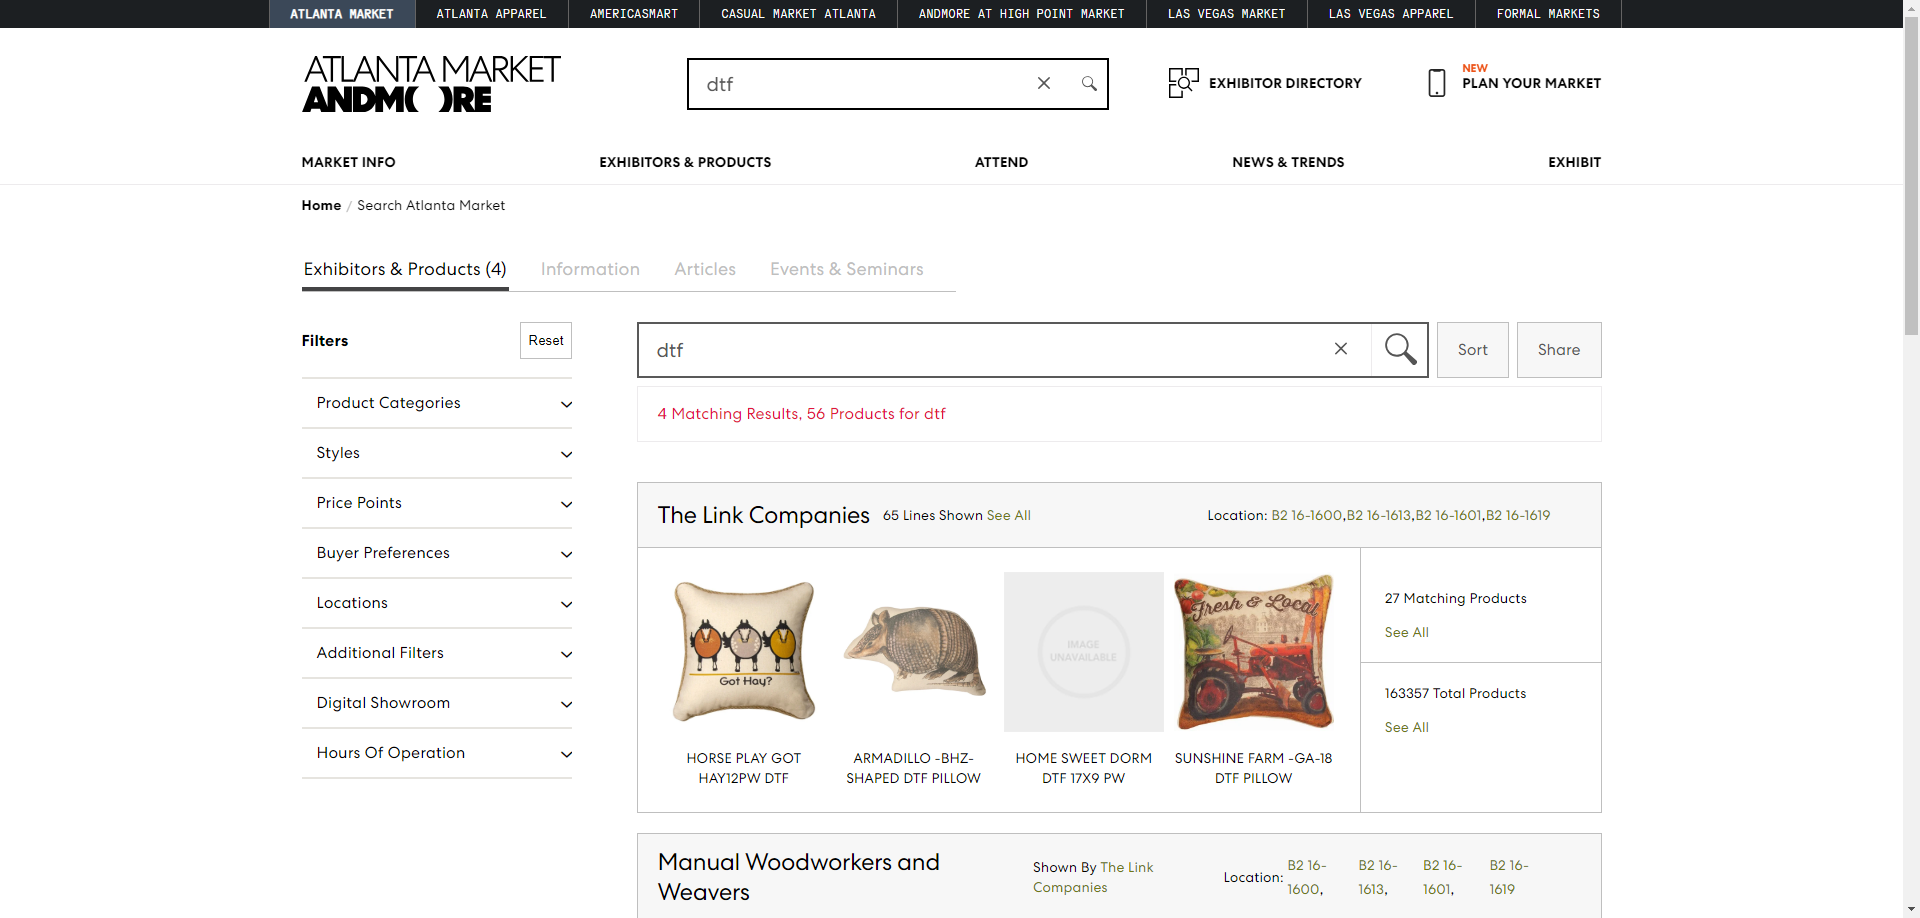 ATLANTA MARKET
ATLANTA APPAREL
AMERICASMART
CASUAL MARKET ATLANTA
ANDMORE AT HIGH POINT MARKET
LAS VEGAS MARKET
LAS VEGAS APPAREL
FORMAL MARKETS
ATLANTA MARKET
ANDMORE
dtf
EXHIBITOR DIRECTORY
NEW
PLAN YOUR MARKET
MARKET INFO
EXHIBITORS & PRODUCTS
ATTEND
NEWS & TRENDS
EXHIBIT
Home / Search Atlanta Market
Exhibitors & Products (4)
Information
Articles
Events & Seminars
Filters
Reset
Product Categories
Styles
Price Points
Buyer Preferences
Locations
Additional Filters
Digital Showroom
Hours Of Operation
dtf
Sort
Share
4 Matching Results, 56 Products for dtf
The Link Companies
65 Lines Shown See All
Location: B2 16-1600,B2 16-1613,B2 16-1601,B2 16-1619
Got Hay?
IMAGE
UNAVAILABLE
Fresh & Local
HORSE PLAY GOT
HAY12PW DTF
ARMADILLO -BHZ-
SHAPED DTF PILLOW
HOME SWEET DORM
DTF 17X9 PW
SUNSHINE FARM -GA-18
DTF PILLOW
27 Matching Products
See All
163357 Total Products
See All
Manual Woodworkers and
Weavers
Shown By The Link
Companies
Location:
B2 16-
1600,
B2 16-
1613,
B2 16-
1601,
B2 16-
1619